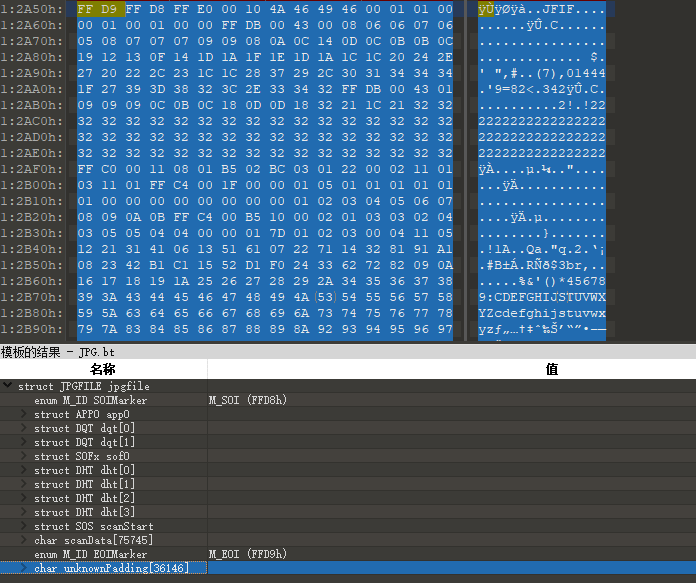 1:2A50h: FF D9 FF D8 FF E0 00 10 4A 46 49 46 00 01 01 00 ÿÙÿØÿà..JFIF....
1:2A60h: 00 01 00 01 00 00 FF DB 00 43 00 08 06 06 07 06 ......ÿÛ.C......
1:2A70h: 05 08 07 07 07 09 09 08 0A 0C 14 0D 0C 0B 0B 0C ................
1:2A80h: 19 12 13 0F 14 1D 1A 1F 1E 1D 1A 1C 1C 20 24 2E ............. $.
1:2A90h: 27 20 22 2C 23 1C 1C 28 37 29 2C 30 31 34 34 34 ' ",#..(7),01444
1:2AA0h: 1F 27 39 3D 38 32 3C 2E 33 34 32 FF DB 00 43 01 .'9=82<.342ÿÛ.C.
1:2AB0h: 09 09 09 0C 0B 0C 18 0D 0D 18 32 21 1C 21 32 32 ..........2!.!22
1:2AC0h: 32 32 32 32 32 32 32 32 32 32 32 32 32 32 32 32 2222222222222222
1:2AD0h: 32 32 32 32 32 32 32 32 32 32 32 32 32 32 32 32 2222222222222222
1:2AE0h: 32 32 32 32 32 32 32 32 32 32 32 32 32 32 32 32 2222222222222222
1:2AF0h: FF C0 00 11 08 01 B5 02 BC 03 01 22 00 02 11 01 ÿÀ....µ.¼.."....
1:2B00h: 03 11 01 FF C4 00 1F 00 00 01 05 01 01 01 01 01 ...ÿÄ...........
1:2B10h: 01 00 00 00 00 00 00 00 00 01 02 03 04 05 06 07 ................
1:2B20h: 08 09 0A 0B FF C4 00 B5 10 00 02 01 03 03 02 04 ....ÿÄ.µ........
1:2B30h: 03 05 05 04 04 00 00 01 7D 01 02 03 00 04 11 05 ........}.......
1:2B40h: 12 21 31 41 06 13 51 61 07 22 71 14 32 81 91 A1 .!1A..Qa."q.2.‘¡
1:2B50h: 08 23 42 B1 C1 15 52 D1 F0 24 33 62 72 82 09 0A .#B±Á.RÑð$3br‚..
1:2B60h: 16 17 18 19 1A 25 26 27 28 29 2A 34 35 36 37 38 .....%&'()*45678
1:2B70h: 39 3A 43 44 45 46 47 48 49 4A 53 54 55 56 57 58 9:CDEFGHIJSTUVWX
1:2B80h: 59 5A 63 64 65 66 67 68 69 6A 73 74 75 76 77 78 YZcdefghijstuvwx
1:2B90h: 79 7A 83 84 85 86 87 88 89 8A 92 93 94 95 96 97 yzƒ„…†‡ˆ‰Š’“”•–—
模板的结果 - JPG.bt
名称 值
struct JPGFILE jpgfile
enum M_ID SOIMarker M_SOI (FFD8h)
struct APP0 app0
struct DQT dqt[0]
struct DQT dqt[1]
struct SOFx sof0
struct DHT dht[0]
struct DHT dht[1]
struct DHT dht[2]
struct DHT dht[3]
struct SOS scanStart
char scanData[75745]
enum M_ID EOIMarker M_EOI (FFD9h)
char unknownPadding[36146]